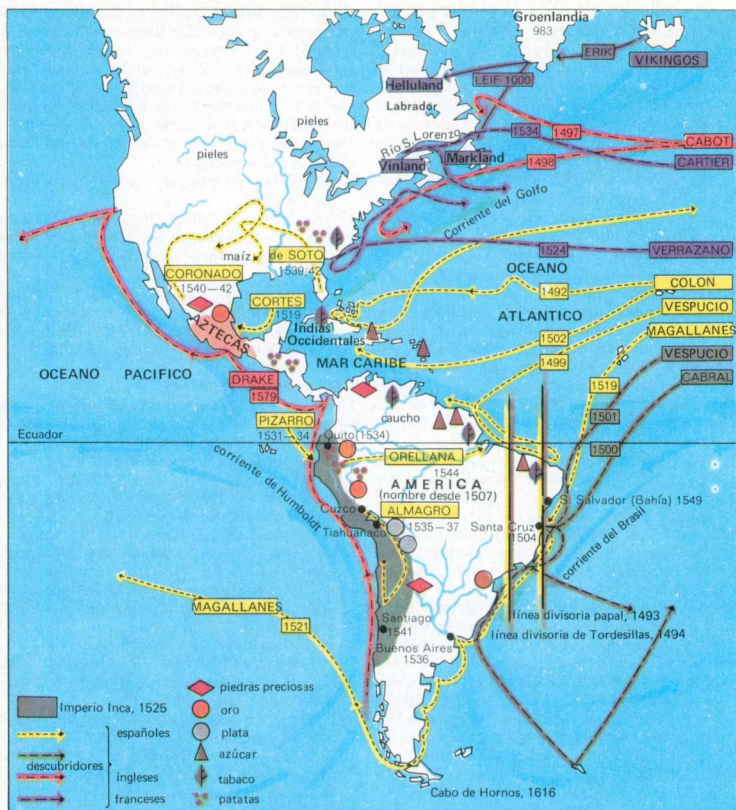 Groenlandia
983
ERIK
VIKINGOS
LEIF 1000
Helluland
Labrador
pieles
pieles
Río S. Lorenzo
1534
1497
CABOT
CARTIER
Vinland
Markland
1498
Corriente del Golfo
maíz
de SOTO
1539/42
1524
VERRAZANO
CORONADO
1540—42
OCEANO
ATLANTICO
1492
COLON
CORTES
1519
VESPUCIO
AZTECAS
Indias
Occidentales
1502
MAGALLANES
MAR CARIBE
1499
VESPUCIO
OCEANO PACIFICO
DRAKE
1579
1519
CABRAL
caucho
1501
PIZARRO
1531—34
Ecuador
Quito (1534)
1500
ORELLANA
1544
corriente de Humboldt
AMERICA
(nombre desde 1507)
S. Salvador (Bahía) 1549
Cuzco
ALMAGRO
1535—37
Tiahuanaco
Santa Cruz
1504
corriente del Brasil
MAGALLANES
1521
línea divisoria papal, 1493
Santiago
1541
línea divisoria de Tordesillas, 1494
Buenos Aires
1536
Imperio Inca, 1525
españoles
descubridores
ingleses
franceses
piedras preciosas
oro
plata
azúcar
tabaco
patatas
Cabo de Hornos, 1616